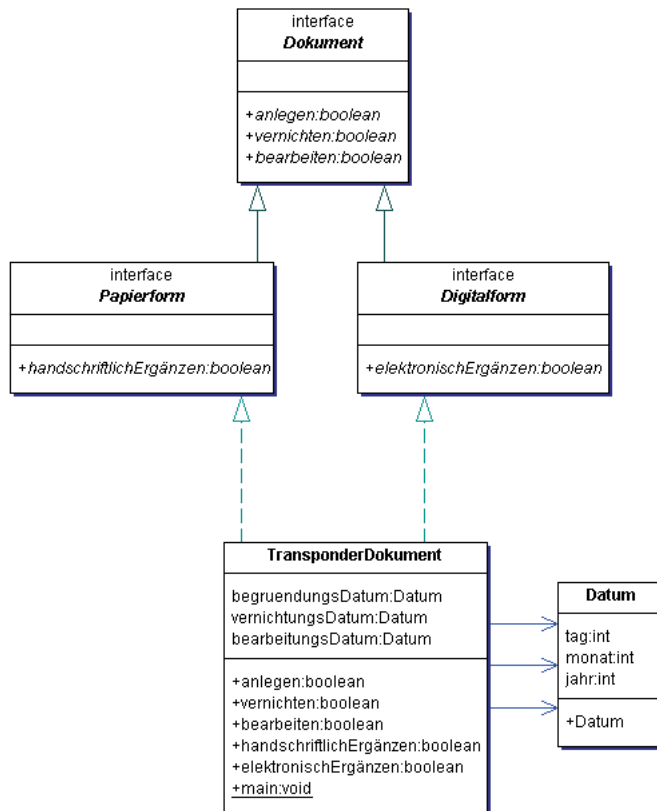 interface
Dokument
+anlegen:boolean
+vernichten:boolean
+bearbeiten:boolean
interface
Papierform
+handschriftlichErgänzen:boolean
interface
Digitalform
+elektronischErgänzen:boolean
TransponderDokument
begruendungsDatum:Datum
vernichtungsDatum:Datum
bearbeitungsDatum:Datum
+anlegen:boolean
+vernichten:boolean
+bearbeiten:boolean
+handschriftlichErgänzen:boolean
+elektronischErgänzen:boolean
+main:void
Datum
tag:int
monat:int
jahr:int
+Datum